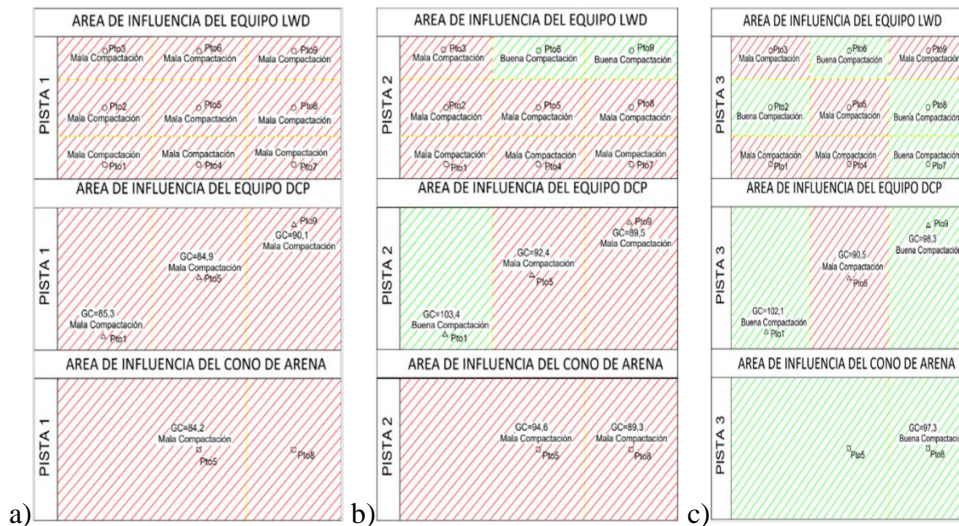 AREA DE INFLUENCIA DEL EQUIPO LWD
PISTA 1
Pto3
Mala Compactación
Pto6
Mala Compactación
Pto9
Mala Compactación
Pto2
Mala Compactación
Pto5
Mala Compactación
Pto8
Mala Compactación
Mala Compactación
Pto1
Mala Compactación
Pto4
Mala Compactación
Pto7
AREA DE INFLUENCIA DEL EQUIPO DCP
PISTA 1
Pto9
GC=90,1
Mala Compactación
GC=84,9
Mala Compactación
Pto5
GC=85,3
Mala Compactación
Pto1
AREA DE INFLUENCIA DEL CONO DE ARENA
PISTA 1
GC=84,2
Mala Compactación
Pto5
Pto8
a)
AREA DE INFLUENCIA DEL EQUIPO LWD
PISTA 2
Pto3
Mala Compactación
Pto6
Buena Compactación
Pto9
Buena Compactación
Pto2
Mala Compactación
Pto5
Mala Compactación
Pto8
Mala Compactación
Mala Compactación
Pto1
Mala Compactación
Pto4
Mala Compactación
Pto7
AREA DE INFLUENCIA DEL EQUIPO DCP
PISTA 2
Pto9
GC=89,5
Mala Compactación
GC=92,4
Mala Compactación
Pto5
GC=103,4
Buena Compactación
Pto1
AREA DE INFLUENCIA DEL CONO DE ARENA
PISTA 2
GC=94,6
Mala Compactación
Pto5
GC=89,3
Mala Compactación
Pto8
b)
AREA DE INFLUENCIA DEL EQUIPO LWD
PISTA 3
Pto3
Mala Compactación
Pto6
Buena Compactación
Pto9
Mala Compactación
Pto2
Buena Compactación
Pto5
Mala Compactación
Pto8
Buena Compactación
Mala Compactación
Pto1
Mala Compactación
Pto4
Buena Compactación
Pto7
AREA DE INFLUENCIA DEL EQUIPO DCP
PISTA 3
Pto9
GC=98,3
Buena Compactación
GC=90,5
Mala Compactación
GC=102,1
Buena Compactación
Pto1
AREA DE INFLUENCIA DEL CONO DE ARENA
PISTA 3
Pto5
GC=97,3
Buena Compactación
Pto8
c)